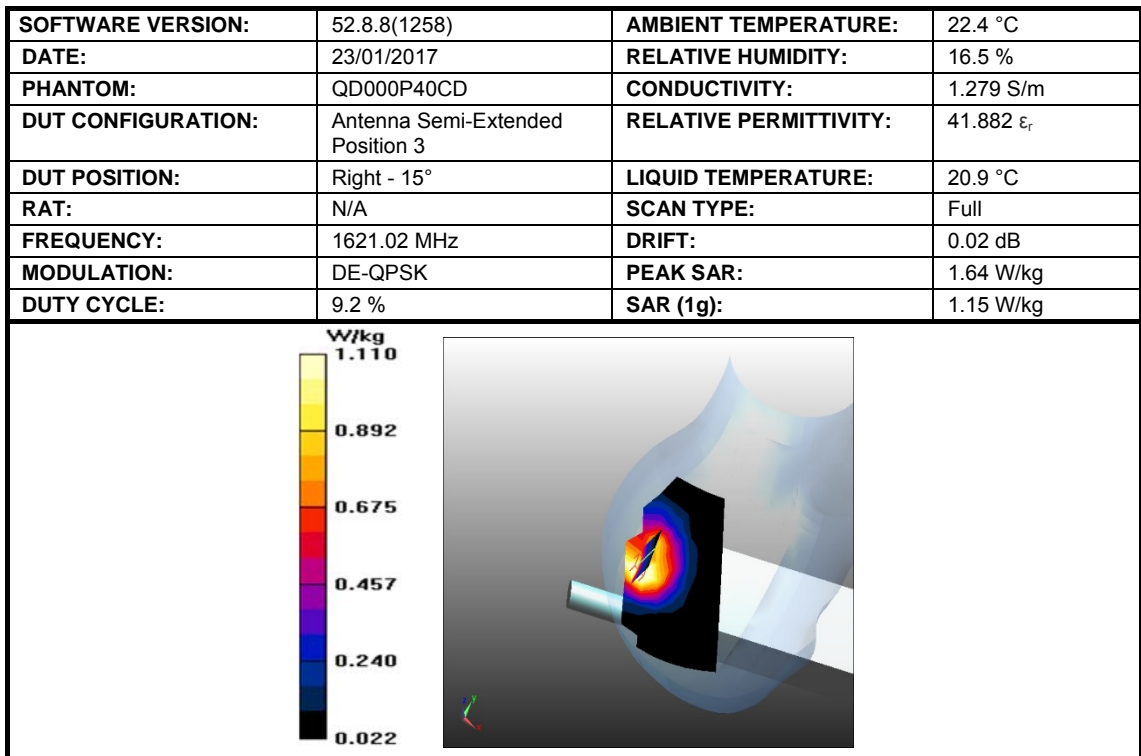 SOFTWARE VERSION: 52.8.8(1258) AMBIENT TEMPERATURE: 22.4 °C
DATE: 23/01/2017 RELATIVE HUMIDITY: 16.5 %
PHANTOM: QD000P40CD CONDUCTIVITY: 1.279 S/m
DUT CONFIGURATION: Antenna Semi-Extended RELATIVE PERMITTIVITY: 41.882 εr
Position 3
DUT POSITION: Right - 15° LIQUID TEMPERATURE: 20.9 °C
RAT: N/A SCAN TYPE: Full
FREQUENCY: 1621.02 MHz DRIFT: 0.02 dB
MODULATION: DE-QPSK PEAK SAR: 1.64 W/kg
DUTY CYCLE: 9.2 % SAR (1g): 1.15 W/kg
W/kg
1.110
0.892
0.675
0.457
0.240
0.022
z y
x